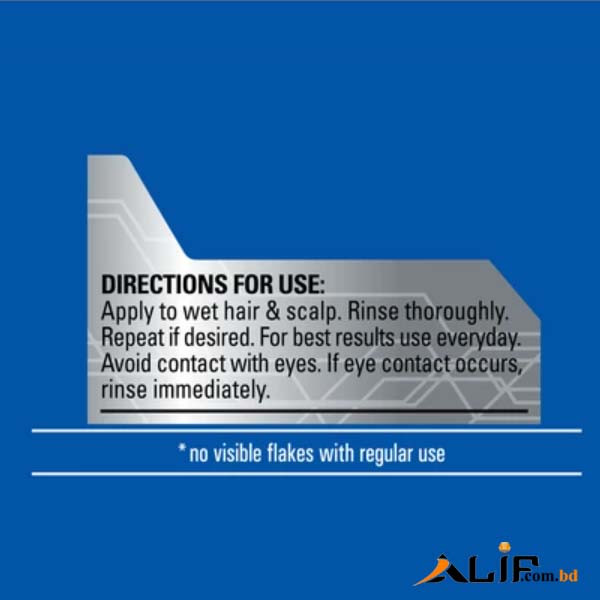 DIRECTIONS FOR USE:
Apply to wet hair & scalp. Rinse thoroughly.
Repeat if desired. For best results use everyday.
Avoid contact with eyes. If eye contact occurs,
rinse immediately.
*no visible flakes with regular use
ALIF.com.bd